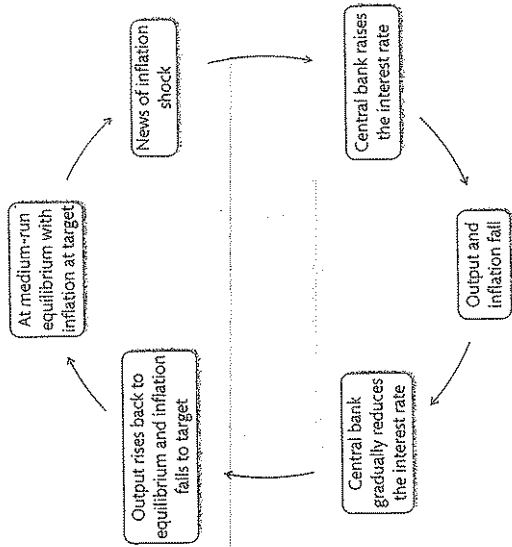 At medium-run
equilibrium with
inflation at target
News of inflation
shock
Central bank raises
the interest rate
Output and
inflation fall
Central bank
gradually reduces
the interest rate
Output rises back to
equilibrium and inflation
falls to target